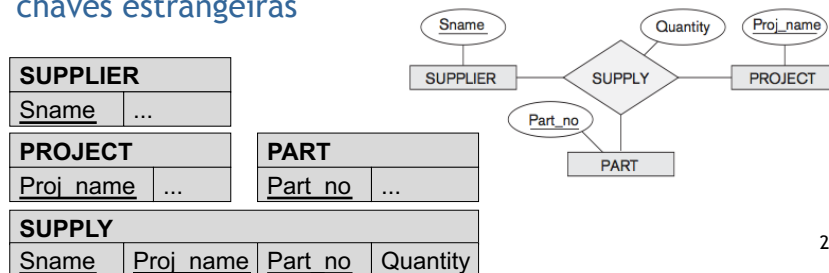 chaves estrangeiras
SUPPLIER
Sname ...
PROJECT
Proj_name ...
PART
Part_no ...
SUPPLY
Sname Proj_name Part_no Quantity
Sname
Quantity
Proj_name
SUPPLIER
SUPPLY
PROJECT
Part_no
PART
2